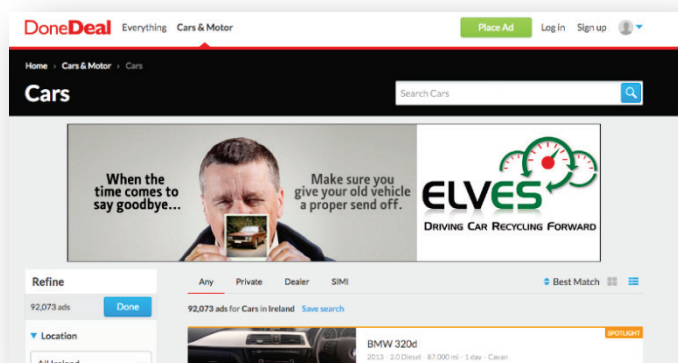 DoneDeal Everything Cars & Motor Place Ad Log in Sign up
Home › Cars & Motor › Cars
Cars
Search Cars
When the
time comes to
say goodbye...
Make sure you
give your old vehicle
a proper send off.
ELVES
DRIVING CAR RECYCLING FORWARD
Refine
Any Private Dealer SIMI Best Match
92,073 ads Done
92,073 ads for Cars in Ireland Save search
Location
SPOTLIGHT
BMW 320d
2013 · 2.0 Diesel · 87,000 mi · 1 day · Cavan
All Ireland